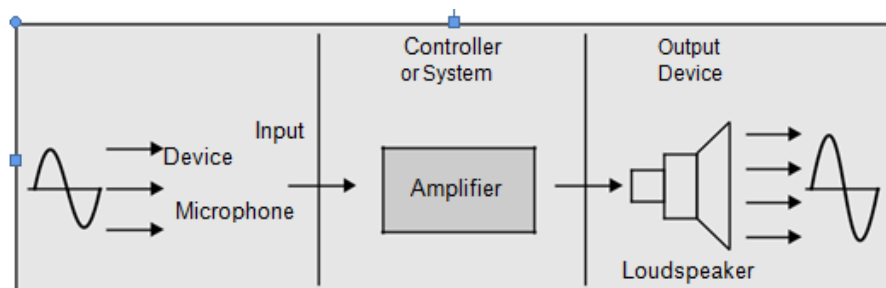 Input
Device
Microphone
Controller
or System
Amplifier
Output
Device
Loudspeaker